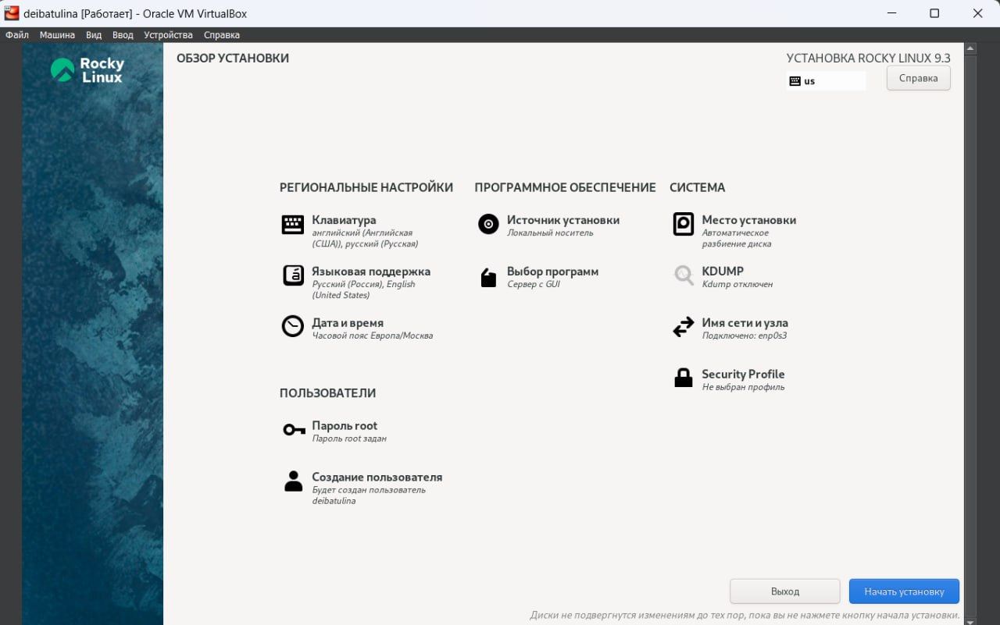 deibatulina [Работает] - Oracle VM VirtualBox
Файл Машина Вид Ввод Устройства Справка
Rocky
Linux
ОБЗОР УСТАНОВКИ
УСТАНОВКА ROCKY LINUX 9.3
us
Справка
РЕГИОНАЛЬНЫЕ НАСТРОЙКИ
Клавиатура
английский (Английская
(США)), русский (Русская)
Языковая поддержка
Русский (Россия), English
(United States)
Дата и время
Часовой пояс Европа/Москва
ПРОГРАММНОЕ ОБЕСПЕЧЕНИЕ
Источник установки
Локальный носитель
Выбор программ
Сервер с GUI
СИСТЕМА
Место установки
Автоматическое
разбиение диска
KDUMP
Kdump отключен
Имя сети и узла
Подключено: enp0s3
Security Profile
Не выбран профиль
ПОЛЬЗОВАТЕЛИ
Пароль root
Пароль root задан
Создание пользователя
Будет создан пользователь
deibatulina
Выход
Начать установку
Диски не подвергнутся изменениям до тех пор, пока вы не нажмете кнопку начала установки.